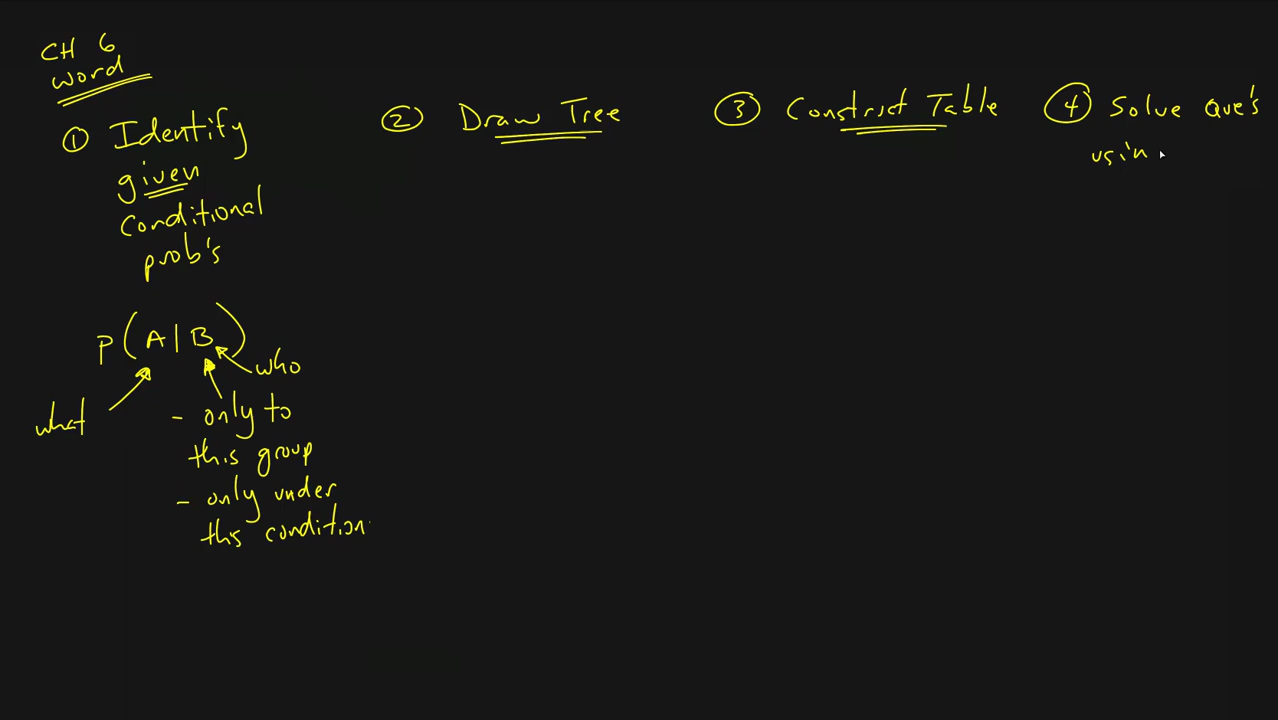 CH 6
word
① Identify
given
conditional
prob's
P(A|B)
who
what
- only to
this group
- only under
this condition
② Draw Tree
③ Construct Table
④ Solve Que's
usin